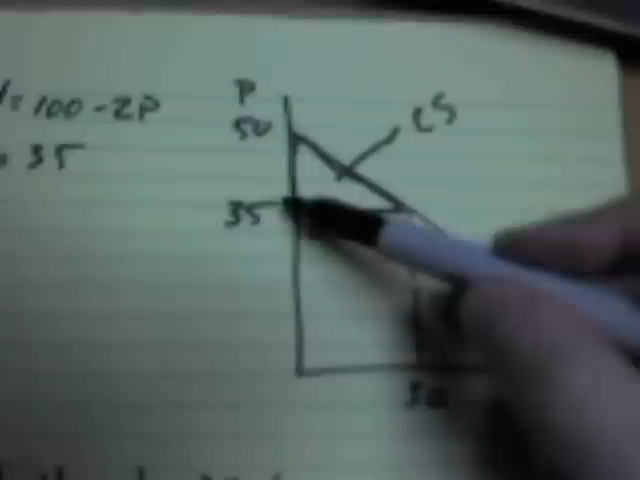 = 100 - 2P
= 35
P
50
CS
35
30